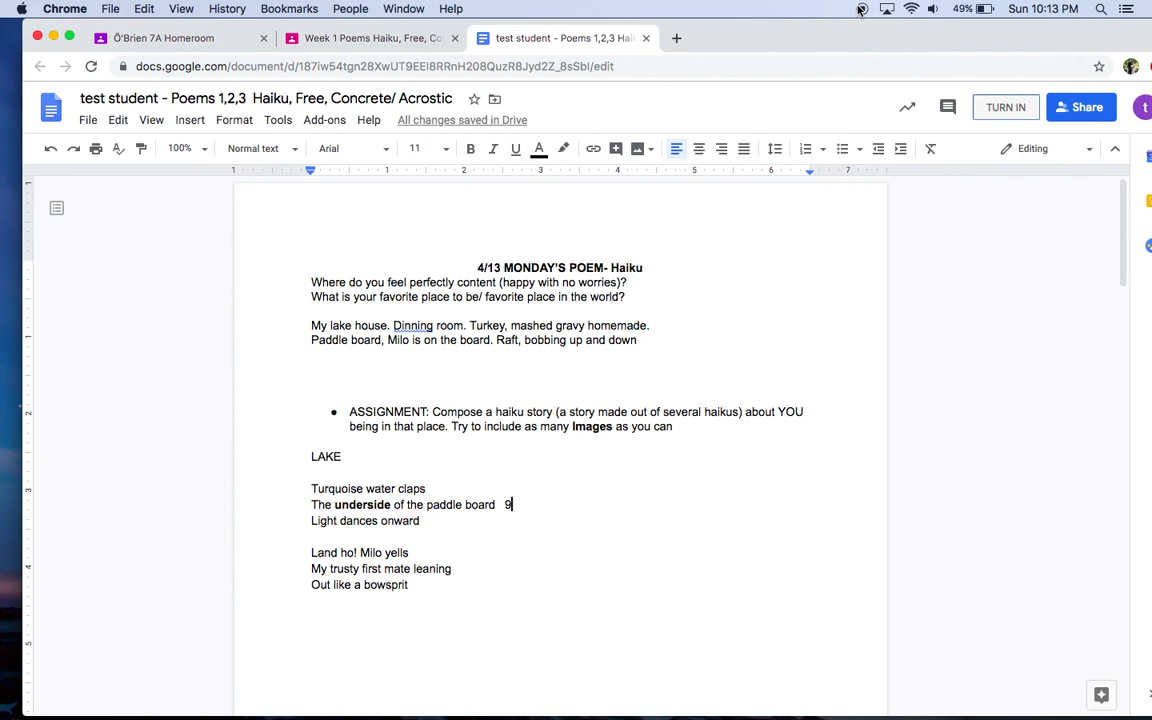 Chrome File Edit View History Bookmarks People Window Help 49% Sun 10:13 PM
Ö'Brien 7A Homeroom Week 1 Poems Haiku, Free, Co test student - Poems 1,2,3 Hai
docs.google.com/document/d/187iw54tgn28XwUT9EEI8RRnH208QuzR8Jyd2Z_8sSbI/edit
test student - Poems 1,2,3 Haiku, Free, Concrete/ Acrostic
TURN IN Share t
File Edit View Insert Format Tools Add-ons Help All changes saved in Drive
100% Normal text Arial 11 B I U A Editing
1 1 2 3 4 5 6 7
4/13 MONDAY'S POEM- Haiku
Where do you feel perfectly content (happy with no worries)?
What is your favorite place to be/ favorite place in the world?
My lake house. Dinning room. Turkey, mashed gravy homemade.
Paddle board, Milo is on the board. Raft, bobbing up and down
● ASSIGNMENT: Compose a haiku story (a story made out of several haikus) about YOU
being in that place. Try to include as many Images as you can
LAKE
Turquoise water claps
The underside of the paddle board 9
Light dances onward
Land ho! Milo yells
My trusty first mate leaning
Out like a bowsprit